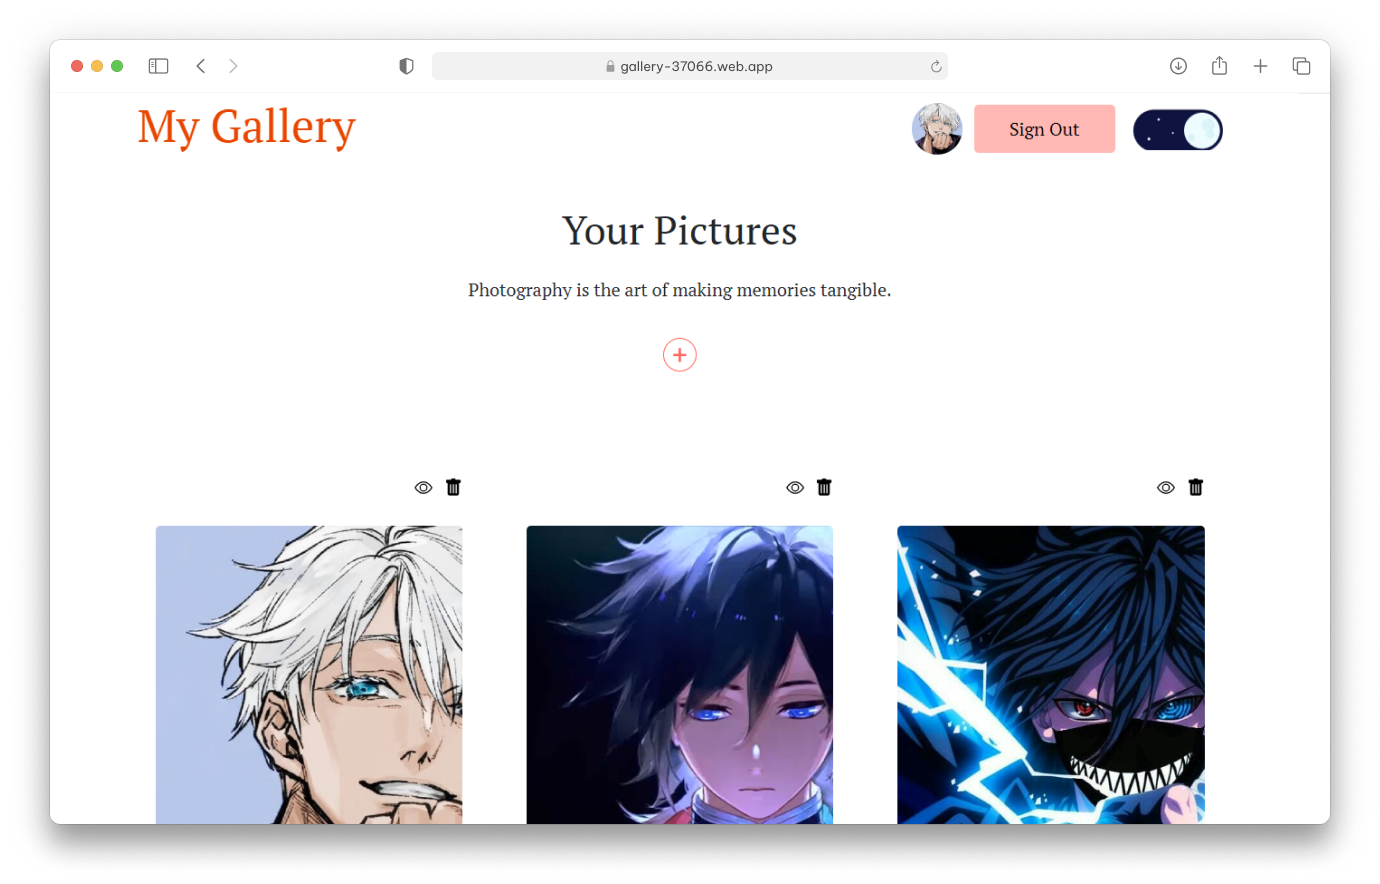 gallery-37066.web.app
My Gallery
Sign Out
Your Pictures
Photography is the art of making memories tangible.